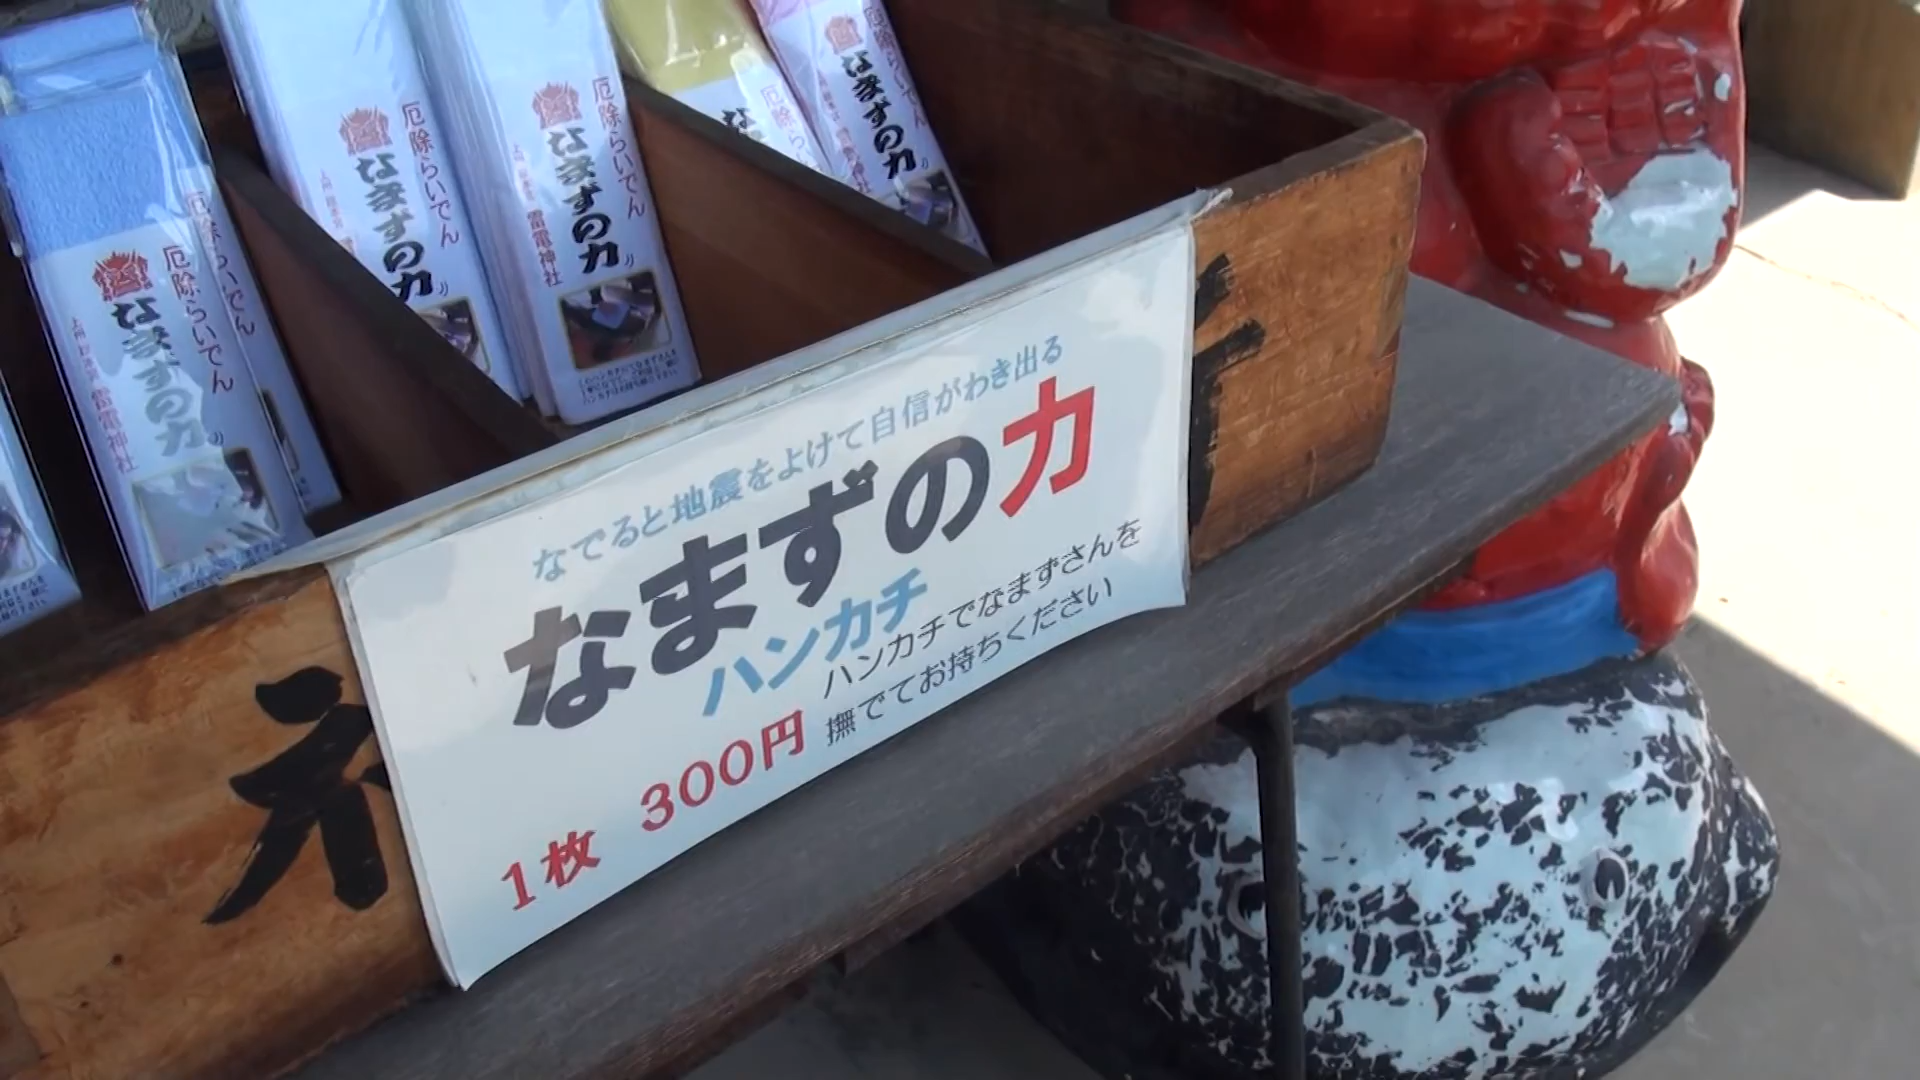 厄除らいでん
なまずの力
雷電神社
厄除らいでん
なまずの力
厄除らいでん
なまずの力
雷電神社
厄除らい
な
なまずの力
なでると地震をよけて自信がわき出る
なまずの力
ハンカチ
ハンカチでなまずさんを
撫でてお持ちください
1枚 300円